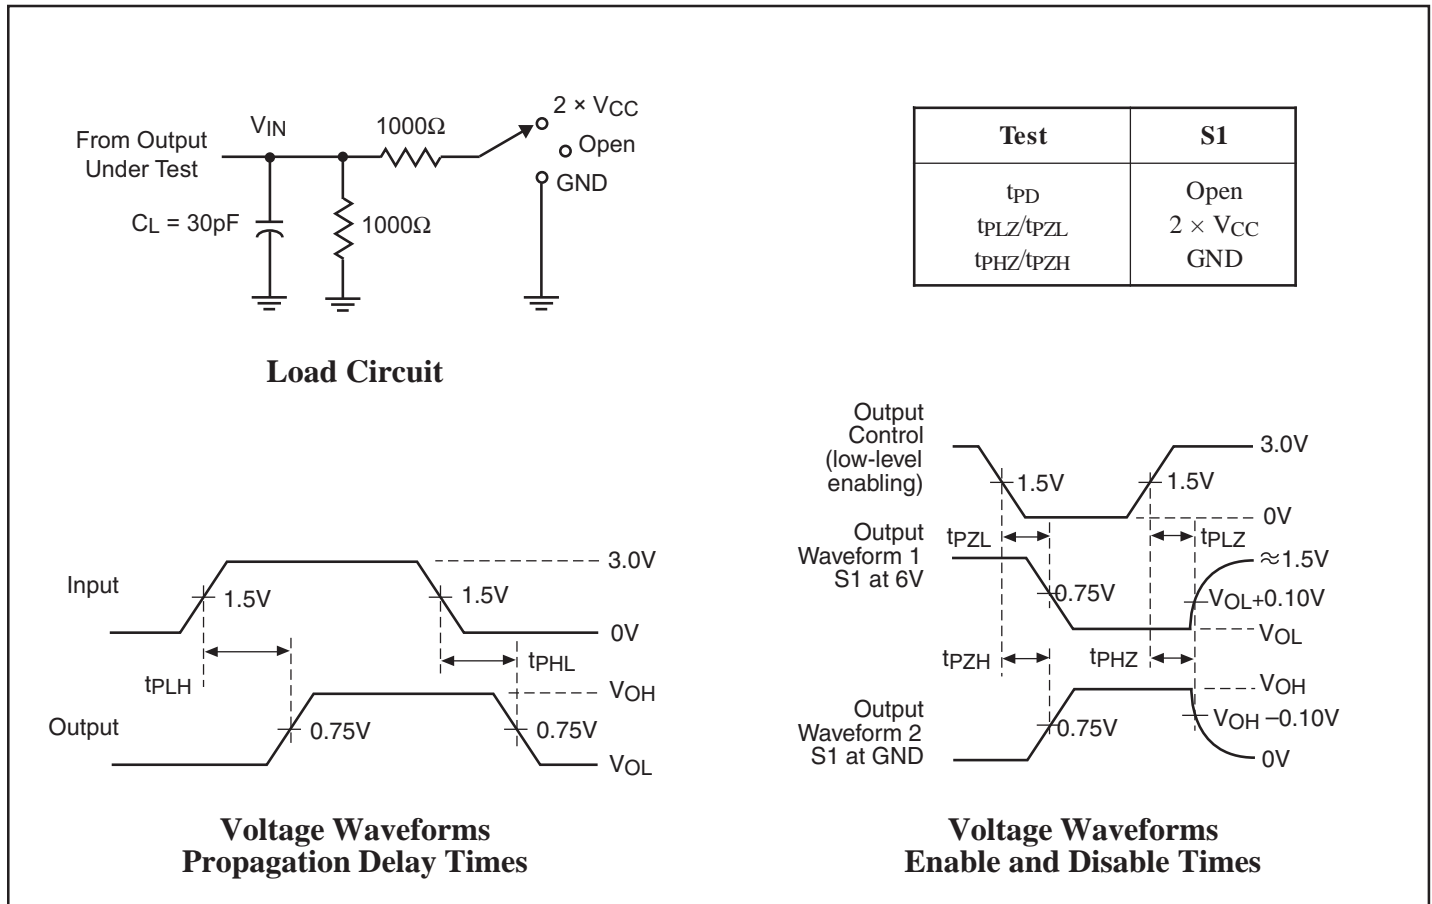 From Output
Under Test
VIN
1000Ω
2 × VCC
Open
GND
CL = 30pF
1000Ω
Load Circuit
Test S1
tPD Open
tPLZ/tPZL 2 × VCC
tPHZ/tPZH GND
Input
1.5V
1.5V
3.0V
0V
tPLH
tPHL
Output
0.75V
0.75V
VOH
VOL
Voltage Waveforms
Propagation Delay Times
Output
Control
(low-level
enabling)
1.5V
1.5V
3.0V
0V
Output
Waveform 1
S1 at 6V
tPZL
tPLZ
≈1.5V
0.75V
VOL+0.10V
VOL
tPZH
tPHZ
VOH
Output
Waveform 2
S1 at GND
0.75V
VOH –0.10V
0V
Voltage Waveforms
Enable and Disable Times